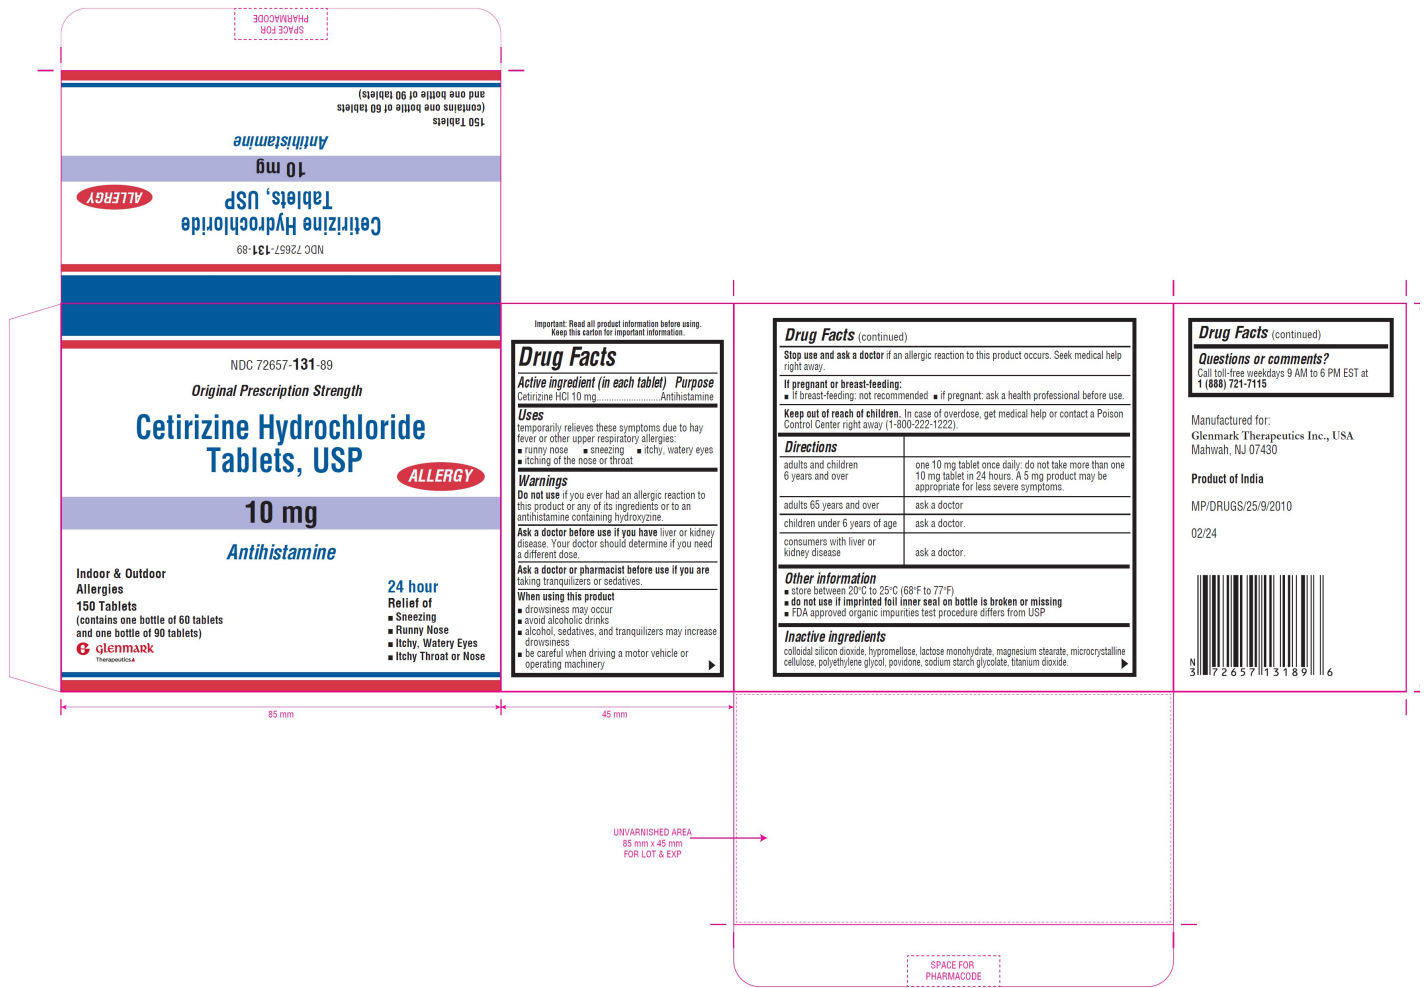 SPACE FOR
PHARMACODE
150 Tablets
(contains one bottle of 60 tablets
and one bottle of 90 tablets)
Antihistamine
10 mg
ALLERGY
Cetirizine Hydrochloride
Tablets, USP
NDC 72657-131-89
NDC 72657-131-89
Original Prescription Strength
Cetirizine Hydrochloride
Tablets, USP
ALLERGY
10 mg
Antihistamine
Indoor & Outdoor
Allergies
150 Tablets
(contains one bottle of 60 tablets
and one bottle of 90 tablets)
glenmark
Therapeutics
24 hour
Relief of
■ Sneezing
■ Runny Nose
■ Itchy, Watery Eyes
■ Itchy Throat or Nose
85 mm
Important: Read all product information before using.
Keep this carton for important information.
Drug Facts
Active ingredient (in each tablet) Purpose
Cetirizine HCl 10 mg..........................Antihistamine
Uses
temporarily relieves these symptoms due to hay
fever or other upper respiratory allergies:
■ runny nose ■ sneezing ■ itchy, watery eyes
■ itching of the nose or throat
Warnings
Do not use if you ever had an allergic reaction to
this product or any of its ingredients or to an
antihistamine containing hydroxyzine.
Ask a doctor before use if you have liver or kidney
disease. Your doctor should determine if you need
a different dose.
Ask a doctor or pharmacist before use if you are
taking tranquilizers or sedatives.
When using this product
■ drowsiness may occur
■ avoid alcoholic drinks
■ alcohol, sedatives, and tranquilizers may increase
drowsiness
■ be careful when driving a motor vehicle or
operating machinery
45 mm
Drug Facts (continued)
Stop use and ask a doctor if an allergic reaction to this product occurs. Seek medical help
right away.
If pregnant or breast-feeding:
■ If breast-feeding: not recommended ■ if pregnant: ask a health professional before use.
Keep out of reach of children. In case of overdose, get medical help or contact a Poison
Control Center right away (1-800-222-1222).
Directions
adults and children
6 years and over
one 10 mg tablet once daily: do not take more than one
10 mg tablet in 24 hours. A 5 mg product may be
appropriate for less severe symptoms.
adults 65 years and over ask a doctor
children under 6 years of age ask a doctor.
consumers with liver or
kidney disease ask a doctor.
Other information
■ store between 20°C to 25°C (68°F to 77°F)
■ do not use if imprinted foil inner seal on bottle is broken or missing
■ FDA approved organic impurities test procedure differs from USP
Inactive ingredients
colloidal silicon dioxide, hypromellose, lactose monohydrate, magnesium stearate, microcrystalline
cellulose, polyethylene glycol, povidone, sodium starch glycolate, titanium dioxide.
UNVARNISHED AREA
85 mm x 45 mm
FOR LOT & EXP
SPACE FOR
PHARMACODE
Drug Facts (continued)
Questions or comments?
Call toll-free weekdays 9 AM to 6 PM EST at
1 (888) 721-7115
Manufactured for:
Glenmark Therapeutics Inc., USA
Mahwah, NJ 07430
Product of India
MP/DRUGS/25/9/2010
02/24
N
3 72657 13189 6